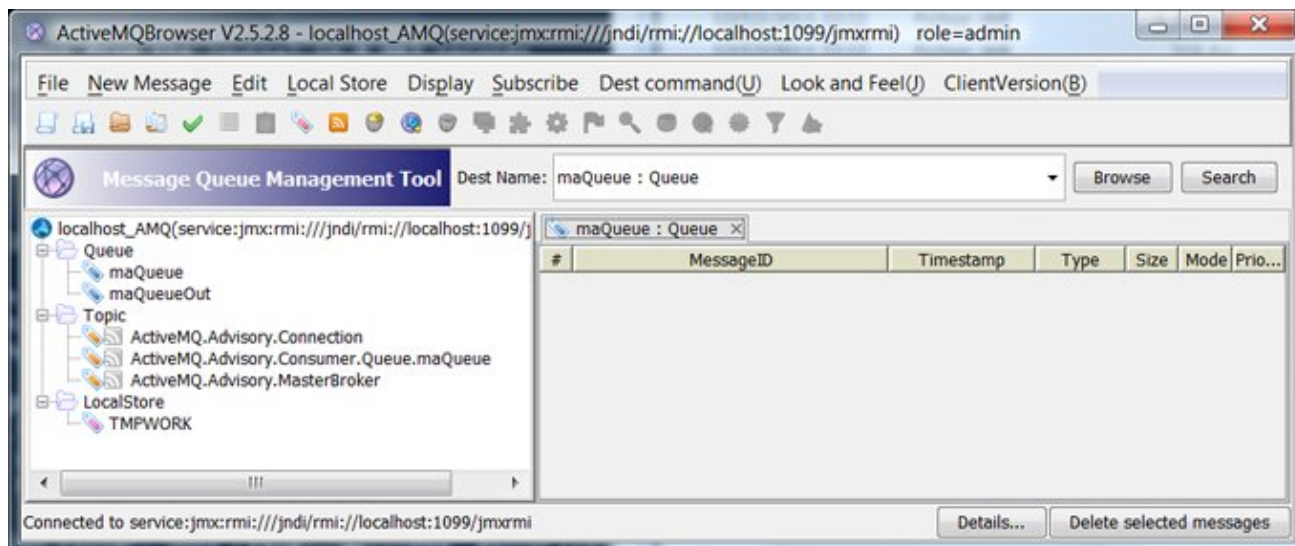 ActiveMQBrowser V2.5.2.8 - localhost_AMQ(service:jmx:rmi:///jndi/rmi://localhost:1099/jmxrmi) role=admin
File New Message Edit Local Store Display Subscribe Dest command(U) Look and Feel(J) ClientVersion(B)
Message Queue Management Tool Dest Name: maQueue : Queue Browse Search
localhost_AMQ(service:jmx:rmi:///jndi/rmi://localhost:1099/j
maQueue : Queue
Queue
# MessageID Timestamp Type Size Mode Prio...
maQueue
maQueueOut
Topic
ActiveMQ.Advisory.Connection
ActiveMQ.Advisory.Consumer.Queue.maQueue
ActiveMQ.Advisory.MasterBroker
LocalStore
TMPWORK
Connected to service:jmx:rmi:///jndi/rmi://localhost:1099/jmxrmi Details... Delete selected messages